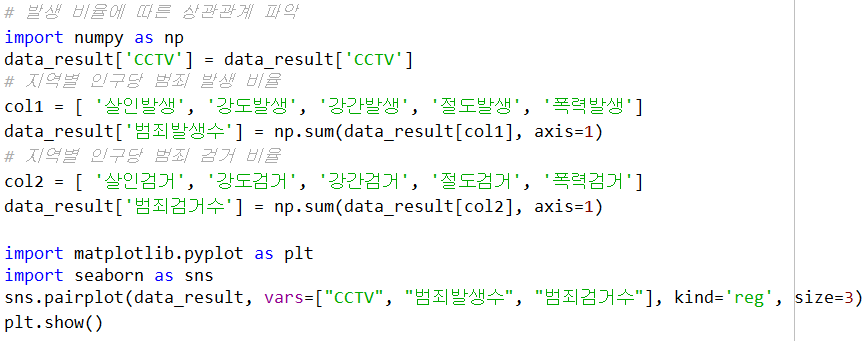 # 발생 비율에 따른 상관관계 파악
import numpy as np
data_result['CCTV'] = data_result['CCTV']
# 지역별 인구당 범죄 발생 비율
col1 = [ '살인발생', '강도발생', '강간발생', '절도발생', '폭력발생']
data_result['범죄발생수'] = np.sum(data_result[col1], axis=1)
# 지역별 인구당 범죄 검거 비율
col2 = [ '살인검거', '강도검거', '강간검거', '절도검거', '폭력검거']
data_result['범죄검거수'] = np.sum(data_result[col2], axis=1)
import matplotlib.pyplot as plt
import seaborn as sns
sns.pairplot(data_result, vars=["CCTV", "범죄발생수", "범죄검거수"], kind='reg', size=3)
plt.show()